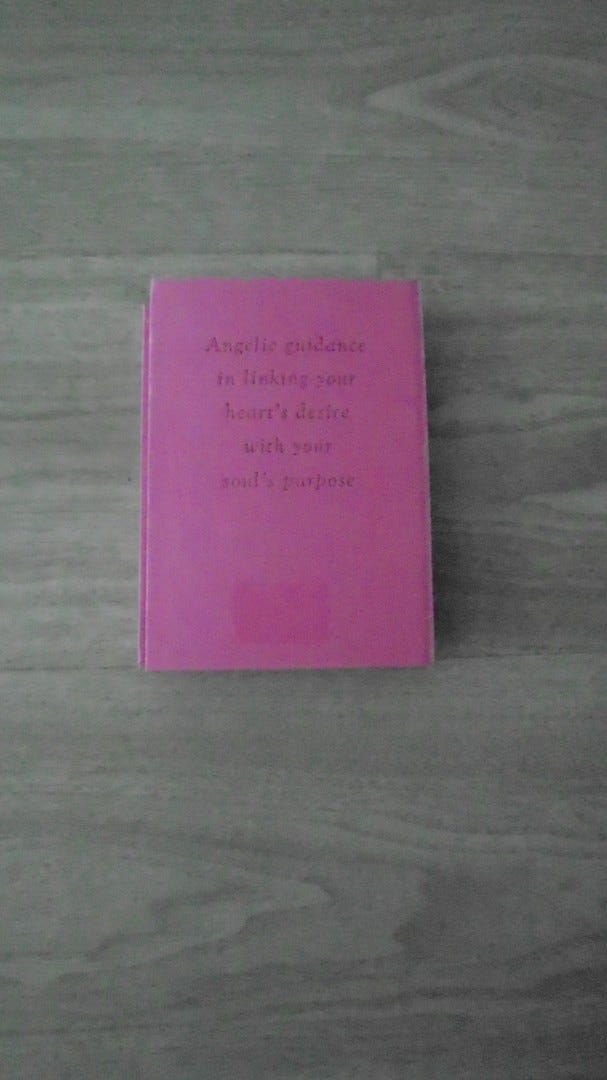 Angelic guidance
in linking your
heart's desire
with your
soul's purpose